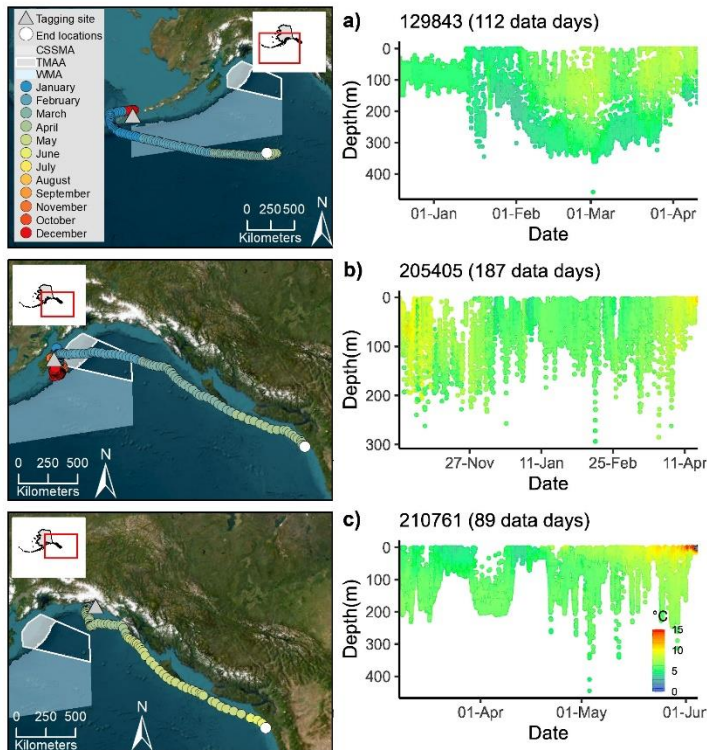 Tagging site
End locations
CSSMA
TMAA
WMA
January
February
March
April
May
June
July
August
September
November
October
December
N
0 250 500
Kilometers
a) 129843 (112 data days)
Depth(m)
0
100
200
300
400
01-Jan 01-Feb 01-Mar 01-Apr
Date
N
0 250 500
Kilometers
b) 205405 (187 data days)
Depth(m)
0
100
200
300
27-Nov 11-Jan 25-Feb 11-Apr
Date
0 250 500
Kilometers
N
c) 210761 (89 data days)
Depth(m)
0
100
200
300
400
°C
15
10
5
0
01-Apr 01-May 01-Jun
Date